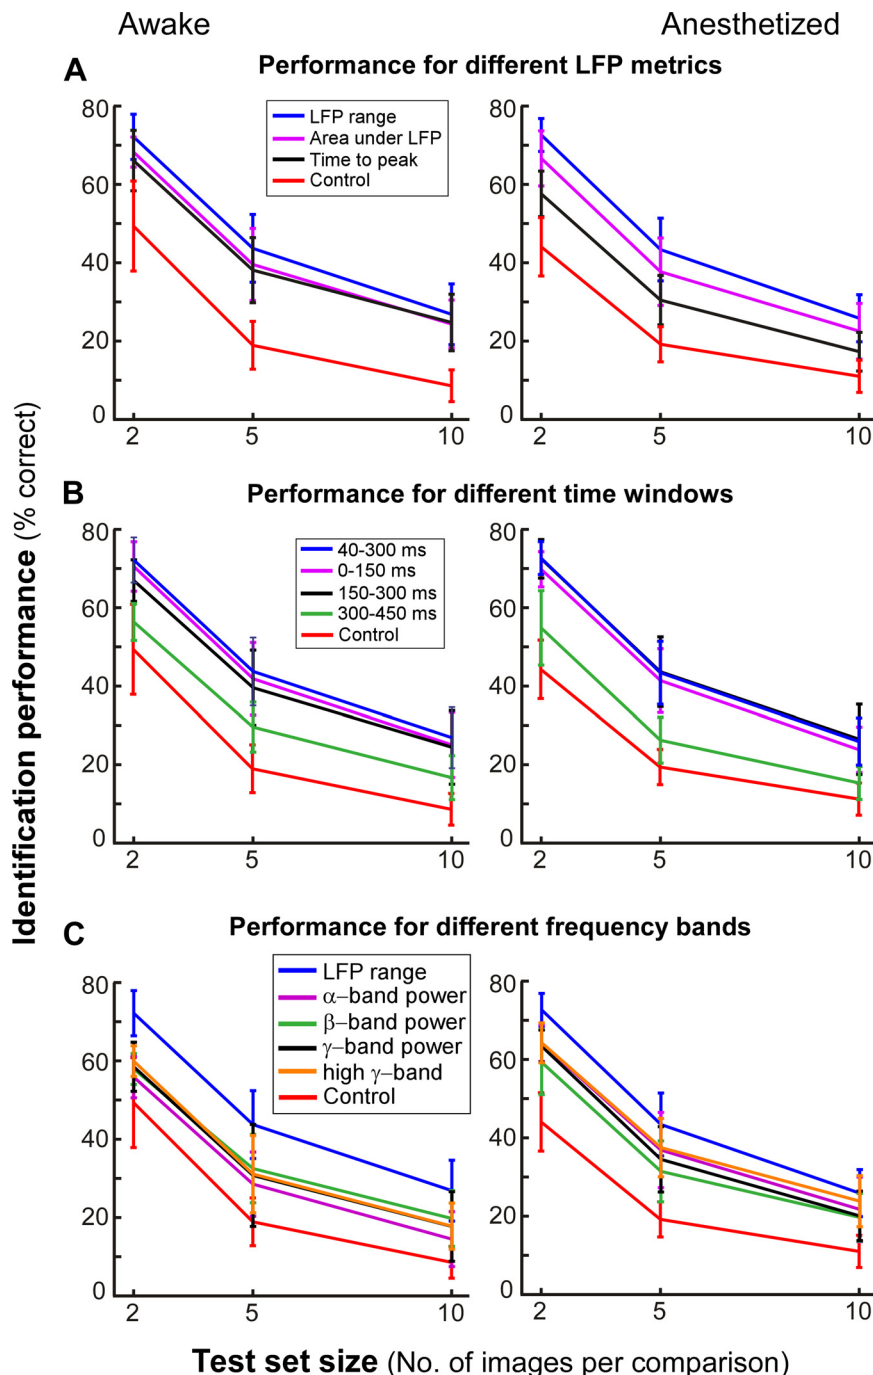 Awake
Anesthetized
A
Performance for different LFP metrics
80
60
40
20
0
2
5
10
LFP range
Area under LFP
Time to peak
Control
80
60
40
20
0
2
5
10
B
Performance for different time windows
80
60
40
20
0
2
5
10
40-300 ms
0-150 ms
150-300 ms
300-450 ms
Control
80
60
40
20
0
2
5
10
C
Performance for different frequency bands
80
60
40
20
0
2
5
10
LFP range
α–band power
β–band power
γ–band power
high γ–band
Control
80
60
40
20
0
2
5
10
Identification performance (% correct)
Test set size (No. of images per comparison)